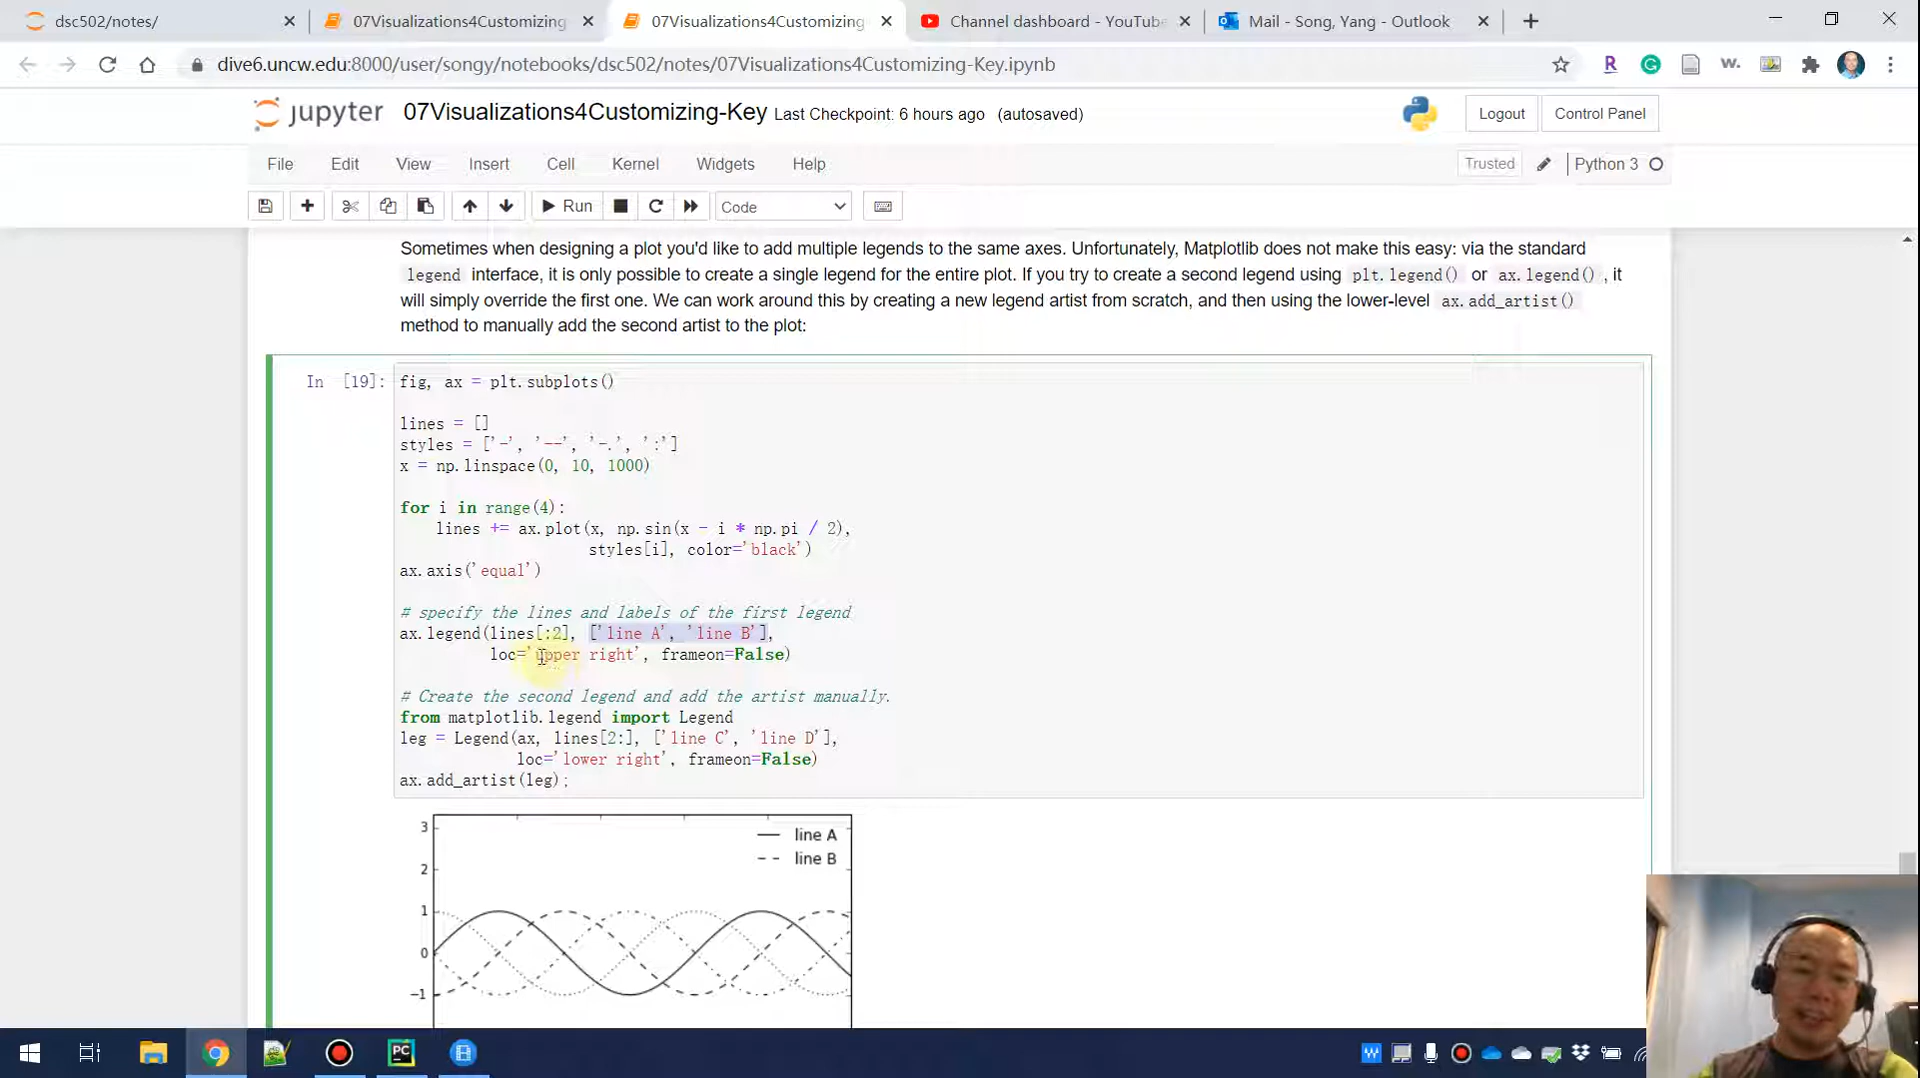 dsc502/notes/
07Visualizations4Customizing
07Visualizations4Customizing
Channel dashboard - YouTube
Mail - Song, Yang - Outlook
dive6.uncw.edu:8000/user/songy/notebooks/dsc502/notes/07Visualizations4Customizing-Key.ipynb
jupyter 07Visualizations4Customizing-Key Last Checkpoint: 6 hours ago (autosaved)
Logout
Control Panel
File Edit View Insert Cell Kernel Widgets Help
Trusted
Python 3
Run
Code
Sometimes when designing a plot you'd like to add multiple legends to the same axes. Unfortunately, Matplotlib does not make this easy: via the standard
legend interface, it is only possible to create a single legend for the entire plot. If you try to create a second legend using plt.legend() or ax.legend(), it
will simply override the first one. We can work around this by creating a new legend artist from scratch, and then using the lower-level ax.add_artist()
method to manually add the second artist to the plot:
In [19]: fig, ax = plt.subplots()
lines = []
styles = ['-', '--', '-.', ':']
x = np.linspace(0, 10, 1000)
for i in range(4):
lines += ax.plot(x, np.sin(x - i * np.pi / 2),
styles[i], color='black')
ax.axis('equal')
# specify the lines and labels of the first legend
ax.legend(lines[:2], ['line A', 'line B'],
loc='upper right', frameon=False)
# Create the second legend and add the artist manually.
from matplotlib.legend import Legend
leg = Legend(ax, lines[2:], ['line C', 'line D'],
loc='lower right', frameon=False)
ax.add_artist(leg);
3
line A
line B
2
1
0
−1